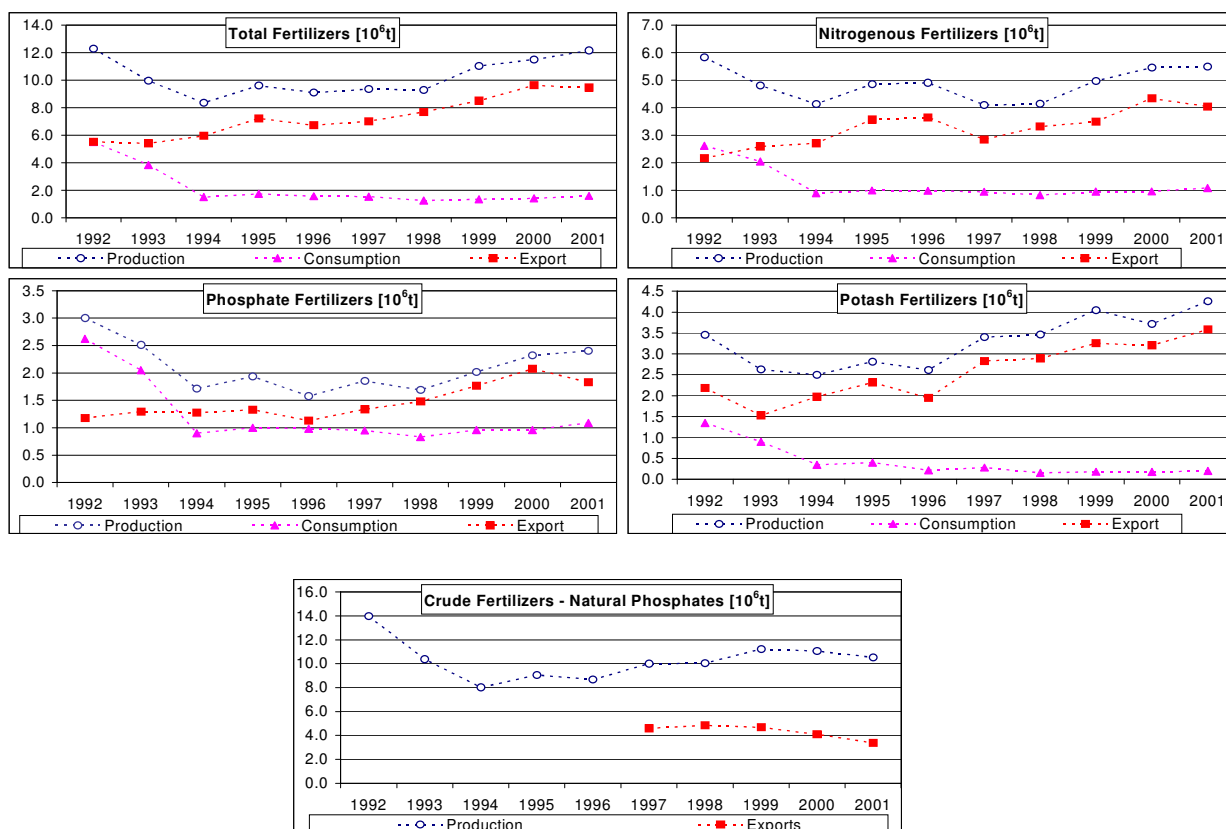 Total Fertilizers [10⁶t]
14.0
12.0
10.0
8.0
6.0
4.0
2.0
0.0
1992 1993 1994 1995 1996 1997 1998 1999 2000 2001
Production Consumption Export
Nitrogenous Fertilizers [10⁶t]
7.0
6.0
5.0
4.0
3.0
2.0
1.0
0.0
1992 1993 1994 1995 1996 1997 1998 1999 2000 2001
Production Consumption Export
Phosphate Fertilizers [10⁶t]
3.5
3.0
2.5
2.0
1.5
1.0
0.5
0.0
1992 1993 1994 1995 1996 1997 1998 1999 2000 2001
Production Consumption Export
Potash Fertilizers [10⁶t]
4.5
4.0
3.5
3.0
2.5
2.0
1.5
1.0
0.5
0.0
1992 1993 1994 1995 1996 1997 1998 1999 2000 2001
Production Consumption Export
Crude Fertilizers - Natural Phosphates [10⁶t]
16.0
14.0
12.0
10.0
8.0
6.0
4.0
2.0
0.0
1992 1993 1994 1995 1996 1997 1998 1999 2000 2001
Production Exports